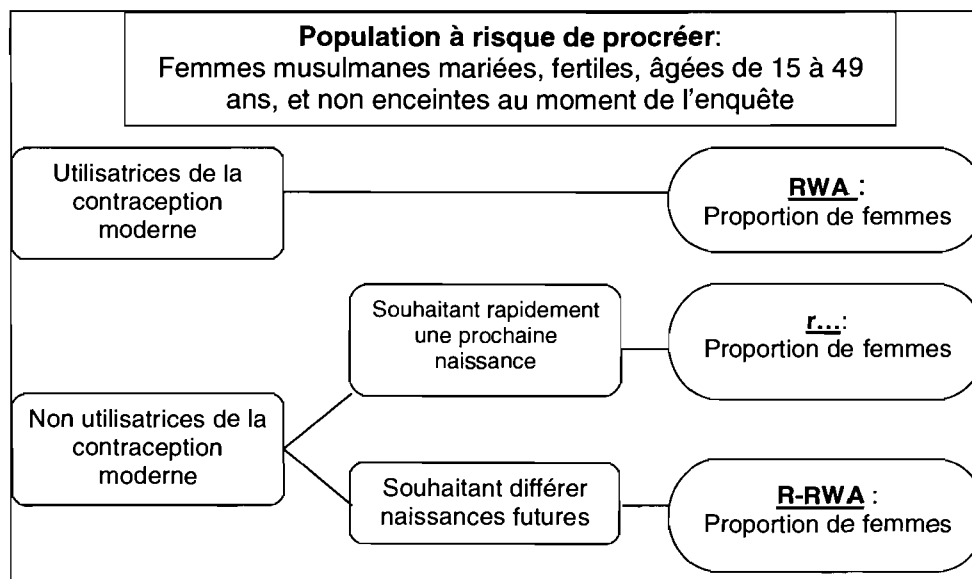 Population à risque de procréer:
Femmes musulmanes mariées, fertiles, âgées de 15 à 49
ans, et non enceintes au moment de l'enquête
Utilisatrices de la
contraception
moderne
RWA :
Proportion de femmes
Souhaitant rapidement
une prochaine
naissance
r...:
Proportion de femmes
Non utilisatrices de la
contraception
moderne
Souhaitant différer
naissances futures
R-RWA :
Proportion de femmes